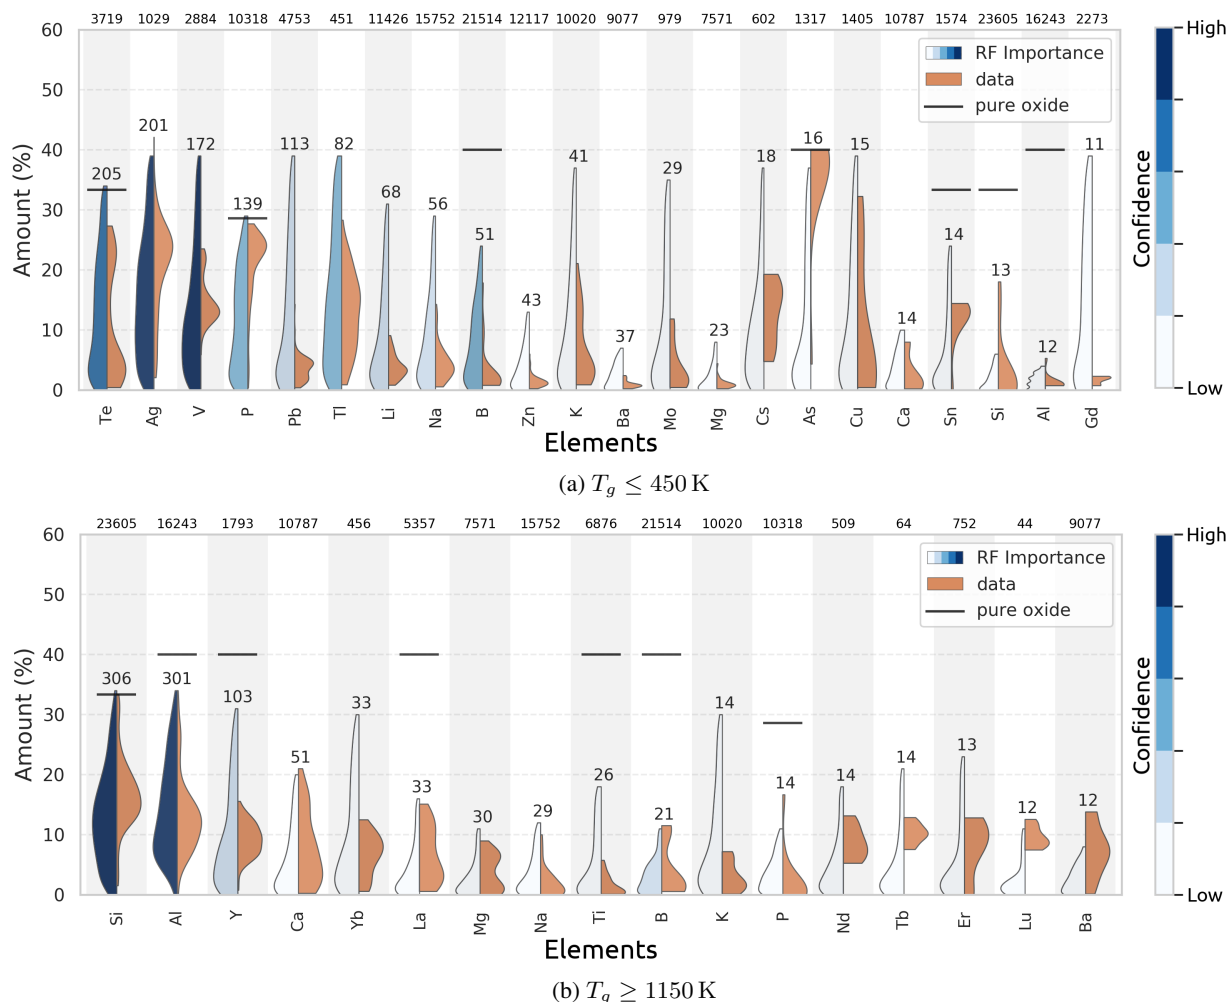 3719 1029 2884 10318 4753 451 11426 15752 21514 12117 10020 9077 979 7571 602 1317 1405 10787 1574 23605 16243 2273
60
50
40
30
20
10
0
Amount (%)
205 201 172 139 113 82 68 56 51 43 41 37 29 23 18 16 15 14 14 13 12 11
RF Importance
data
pure oxide
Te Ag V P Pb Tl Li Na B Zn K Ba Mo Mg Cs As Cu Ca Sn Si Al Gd
Elements
High
Confidence
Low
(a) T_g ≤ 450 K
23605 16243 1793 10787 456 5357 7571 15752 6876 21514 10020 10318 509 64 752 44 9077
60
50
40
30
20
10
0
Amount (%)
306 301 103 51 33 33 30 29 26 21 14 14 14 14 13 12 12
RF Importance
data
pure oxide
Si Al Y Ca Yb La Mg Na Ti B K P Nd Tb Er Lu Ba
Elements
High
Confidence
Low
(b) T_g ≥ 1150 K